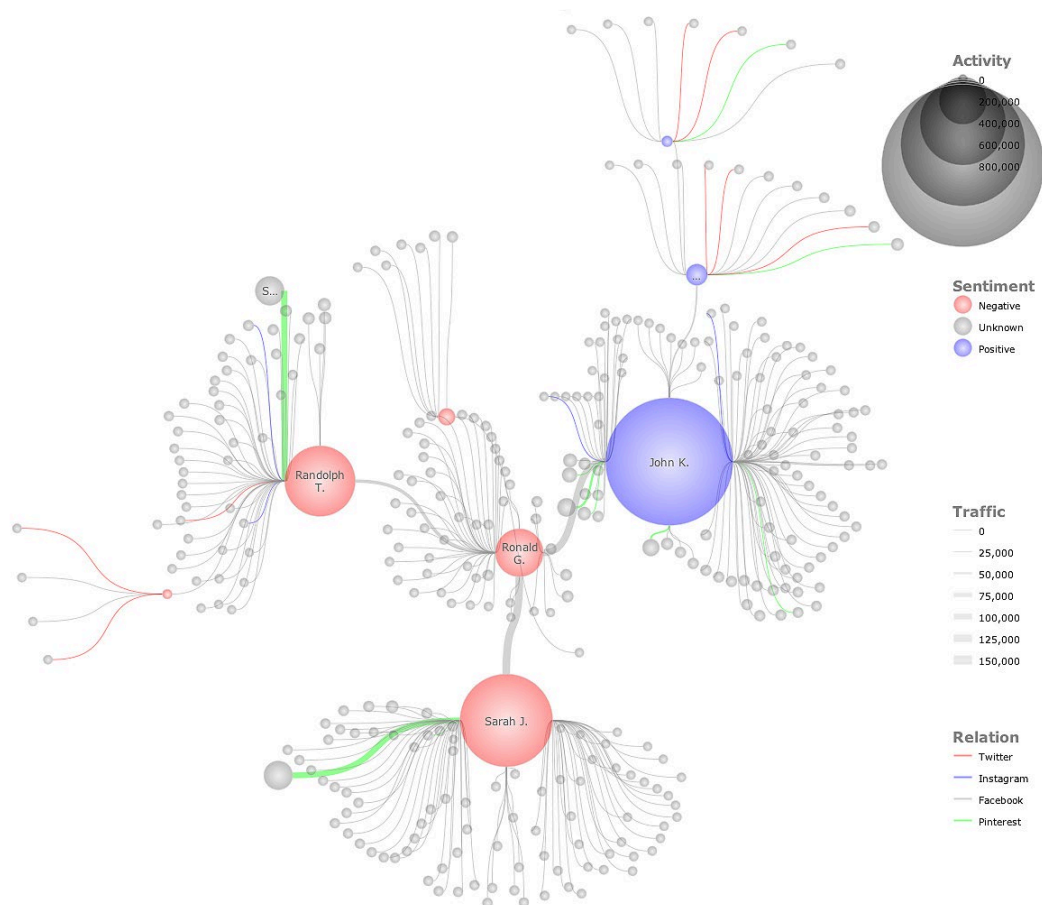 Activity
0
200,000
400,000
600,000
800,000
...
S...
Sentiment
Negative
Unknown
Positive
John K.
Randolph
T.
Traffic
0
25,000
50,000
75,000
100,000
125,000
150,000
Ronald
G.
Sarah J.
Relation
Twitter
Instagram
Facebook
Pinterest